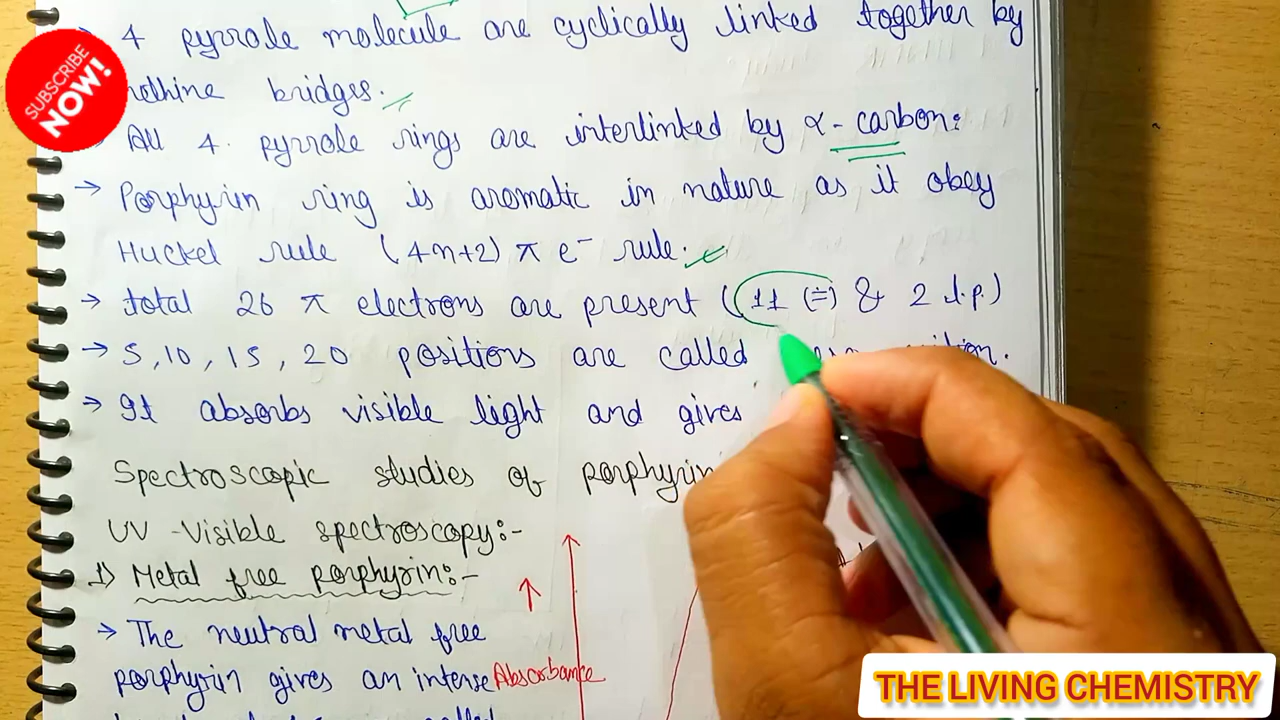 4 pyrrole molecule are cyclically linked together by
bridges.
All 4. pyrrole rings are interlinked by α-carbon:
→ Porphyrin ring is aromatic in nature as it obey
Huckel rule (4n+2) π e⁻ rule.
→ total 26 π electrons are present (11 (=) & 2 l.p.)
→ 5, 10, 15, 20 positions are called
→ It absorbs visible light and gives
Spectroscopic studies of porphyrin
UV-Visible spectroscopy:-
1) Metal free porphyrin:-
→ The neutral metal free
porphyrin gives an intense
Absorbance
SUBSCRIBE
NOW!
THE LIVING CHEMISTRY